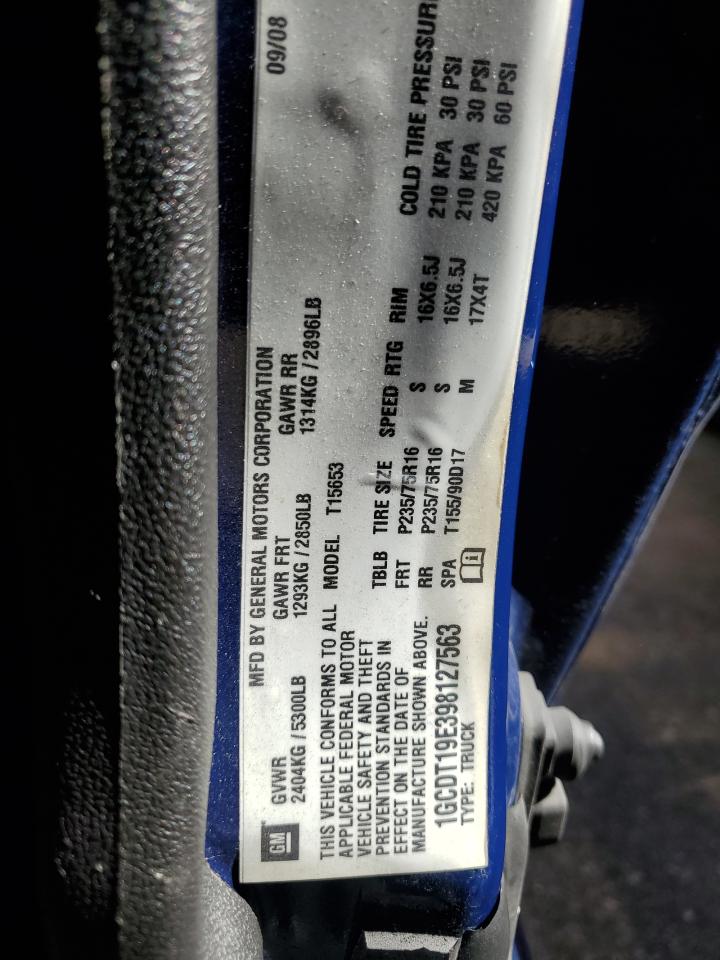 GM
MFD BY GENERAL MOTORS CORPORATION 09/08
GVWR GAWR FRT GAWR RR
2404KG / 5300LB 1293KG / 2850LB 1314KG / 2896LB
THIS VEHICLE CONFORMS TO ALL
APPLICABLE FEDERAL MOTOR
VEHICLE SAFETY AND THEFT
PREVENTION STANDARDS IN
EFFECT ON THE DATE OF
MANUFACTURE SHOWN ABOVE.
1GCDT19E398127563
TYPE: TRUCK
MODEL T15653
TBLB TIRE SIZE SPEED RTG RIM COLD TIRE PRESSURE
FRT P235/75R16 S 16X6.5J 210 KPA 30 PSI
RR P235/75R16 S 16X6.5J 210 KPA 30 PSI
SPA T155/90D17 M 17X4T 420 KPA 60 PSI